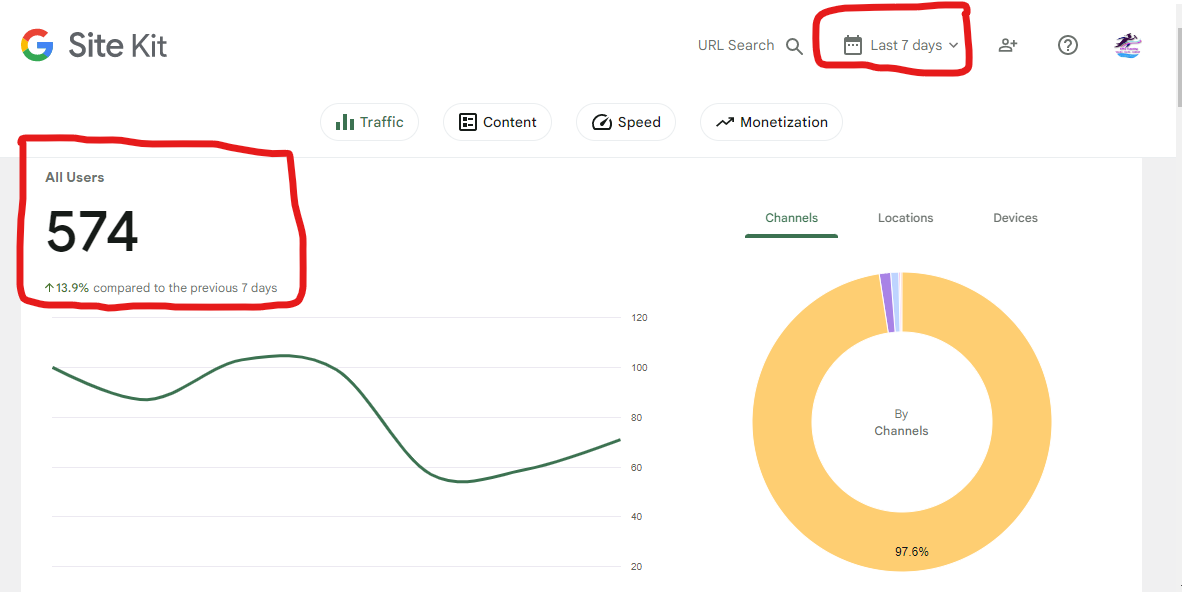 Site Kit
URL Search
Last 7 days
Traffic
Content
Speed
Monetization
All Users
574
↑13.9% compared to the previous 7 days
Channels
Locations
Devices
120
100
80
60
40
20
By
Channels
97.6%